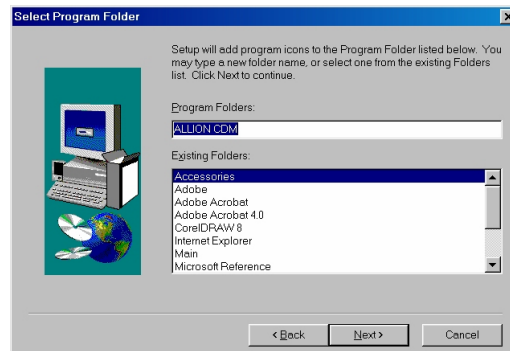 Select Program Folder
Setup will add program icons to the Program Folder listed below. You
may type a new folder name, or select one from the existing Folders
list. Click Next to continue.
Program Folders:
ALLION CDM
Existing Folders:
Accessories
Adobe
Adobe Acrobat
Adobe Acrobat 4.0
CorelDRAW 8
Internet Explorer
Main
Microsoft Reference
< Back
Next >
Cancel